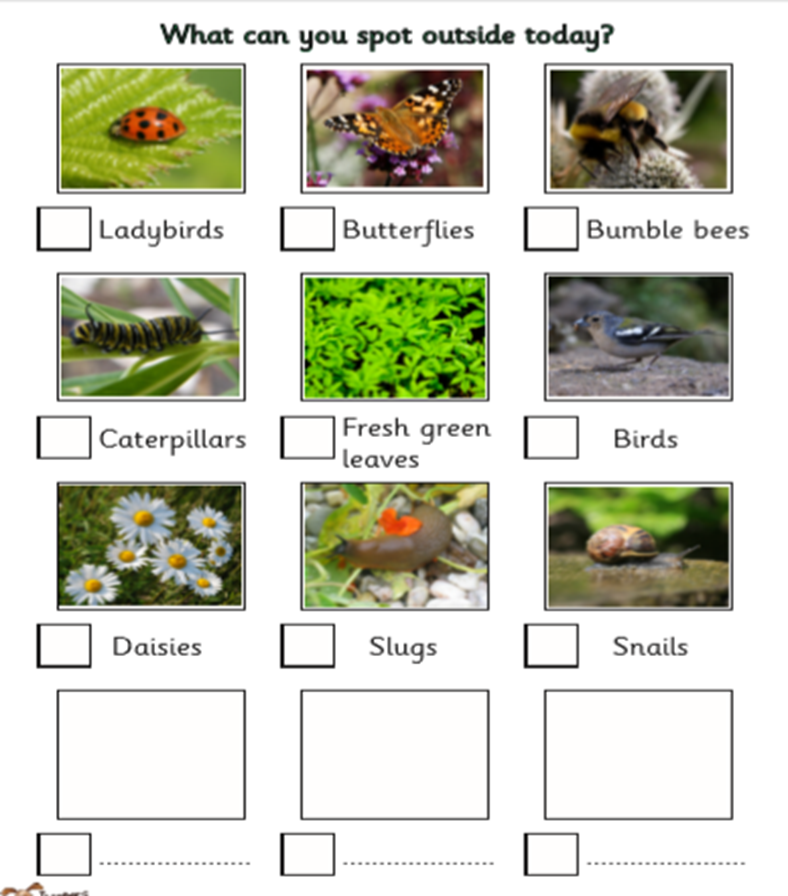 What can you spot outside today?
Ladybirds
Butterflies
Bumble bees
Caterpillars
Fresh green
leaves
Birds
Daisies
Slugs
Snails